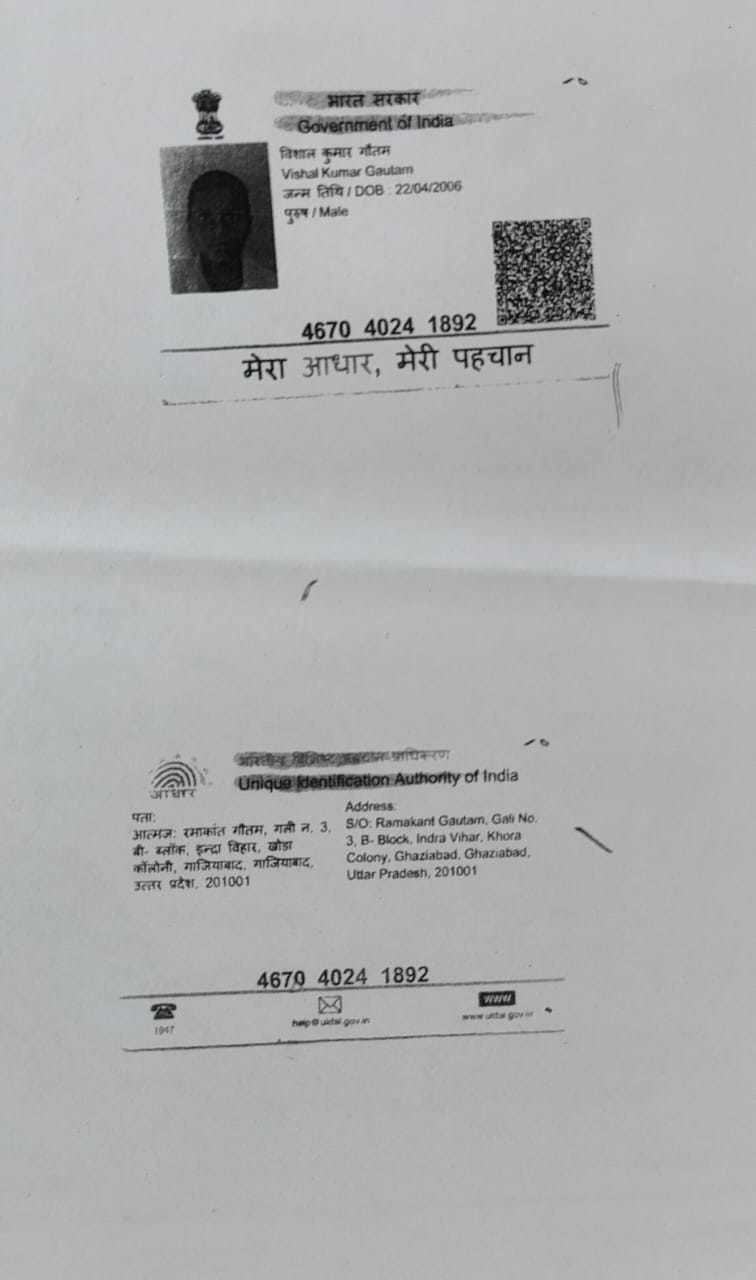 भारत सरकार
Government of India
विशाल कुमार गौतम
Vishal Kumar Gautam
जन्म तिथि / DOB : 22/04/2006
पुरुष / Male
4670 4024 1892
मेरा आधार, मेरी पहचान
भारतीय विशिष्ट पहचान प्राधिकरण
Unique Identification Authority of India
आधार
पता:
आत्मज: रमाकांत गौतम, गली न. 3,
बी- ब्लॉक, इन्द्रा विहार, खोडा
कॉलोनी, गाजियाबाद, गाजियाबाद,
उत्तर प्रदेश, 201001
Address:
S/O: Ramakant Gautam, Gali No.
3, B- Block, Indra Vihar, Khora
Colony, Ghaziabad, Ghaziabad,
Uttar Pradesh, 201001
4670 4024 1892
1947
help@uidai.gov.in
www
www.uidai.gov.in